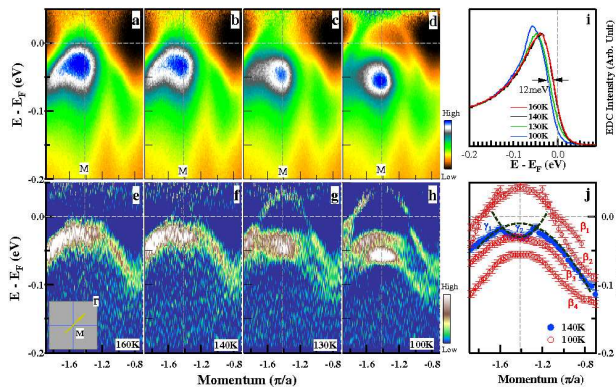 a b c d i
0.0
-0.1
-0.2
E - E_F (eV)
M M M M
High
Low
12meV
160K
140K
130K
100K
EDC Intensity (Arb. Unit)
-0.2 -0.1 0.0
E - E_F (eV)
e f g h j
0.0
-0.1
-0.2
E - E_F (eV)
Γ
M
160K 140K 130K 100K
High
Low
γ₁ γ₂ β₁
β₂
β₃
β₄
140K
100K
0.0
-0.1
-0.2
-1.6 -1.2 -1.6 -1.2 -1.6 -1.2 -1.6 -1.2 -0.8 -1.6 -1.2 -0.8
Momentum (π/a) Momentum (π/a)